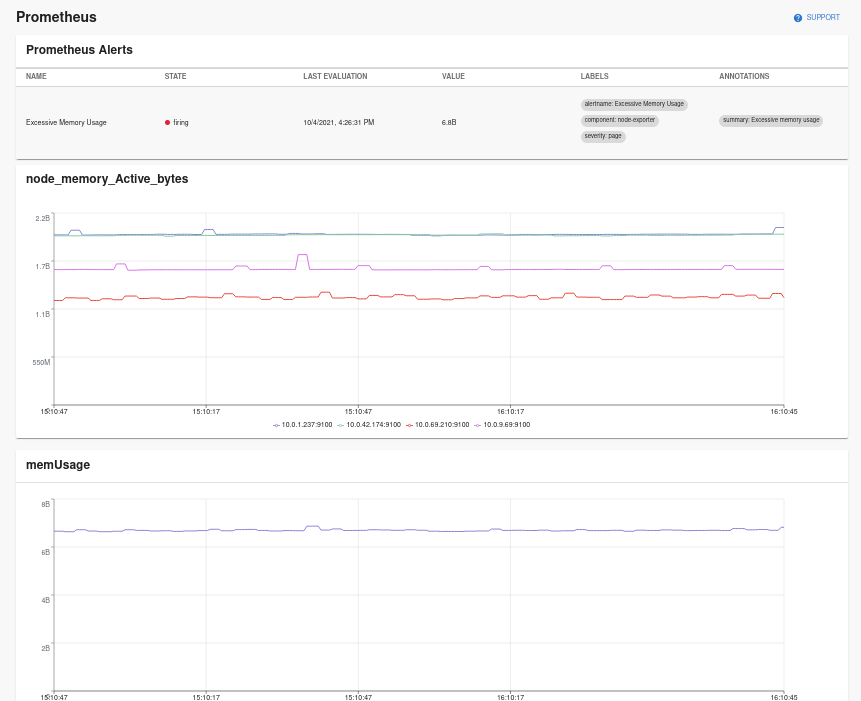 Prometheus
SUPPORT
Prometheus Alerts
NAME STATE LAST EVALUATION VALUE LABELS ANNOTATIONS
alertname: Excessive Memory Usage
Excessive Memory Usage firing 10/4/2021, 4:26:31 PM 6.8B component: node-exporter summary: Excessive memory usage
severity: page
node_memory_Active_bytes
2.2B
1.7B
1.1B
550M
15:10:47 15:10:17 15:10:47 16:10:17 16:10:45
10.0.1.237:9100 10.0.42.174:9100 10.0.69.210:9100 10.0.9.69:9100
memUsage
8B
6B
4B
2B
15:10:47 15:10:17 15:10:47 16:10:17 16:10:45